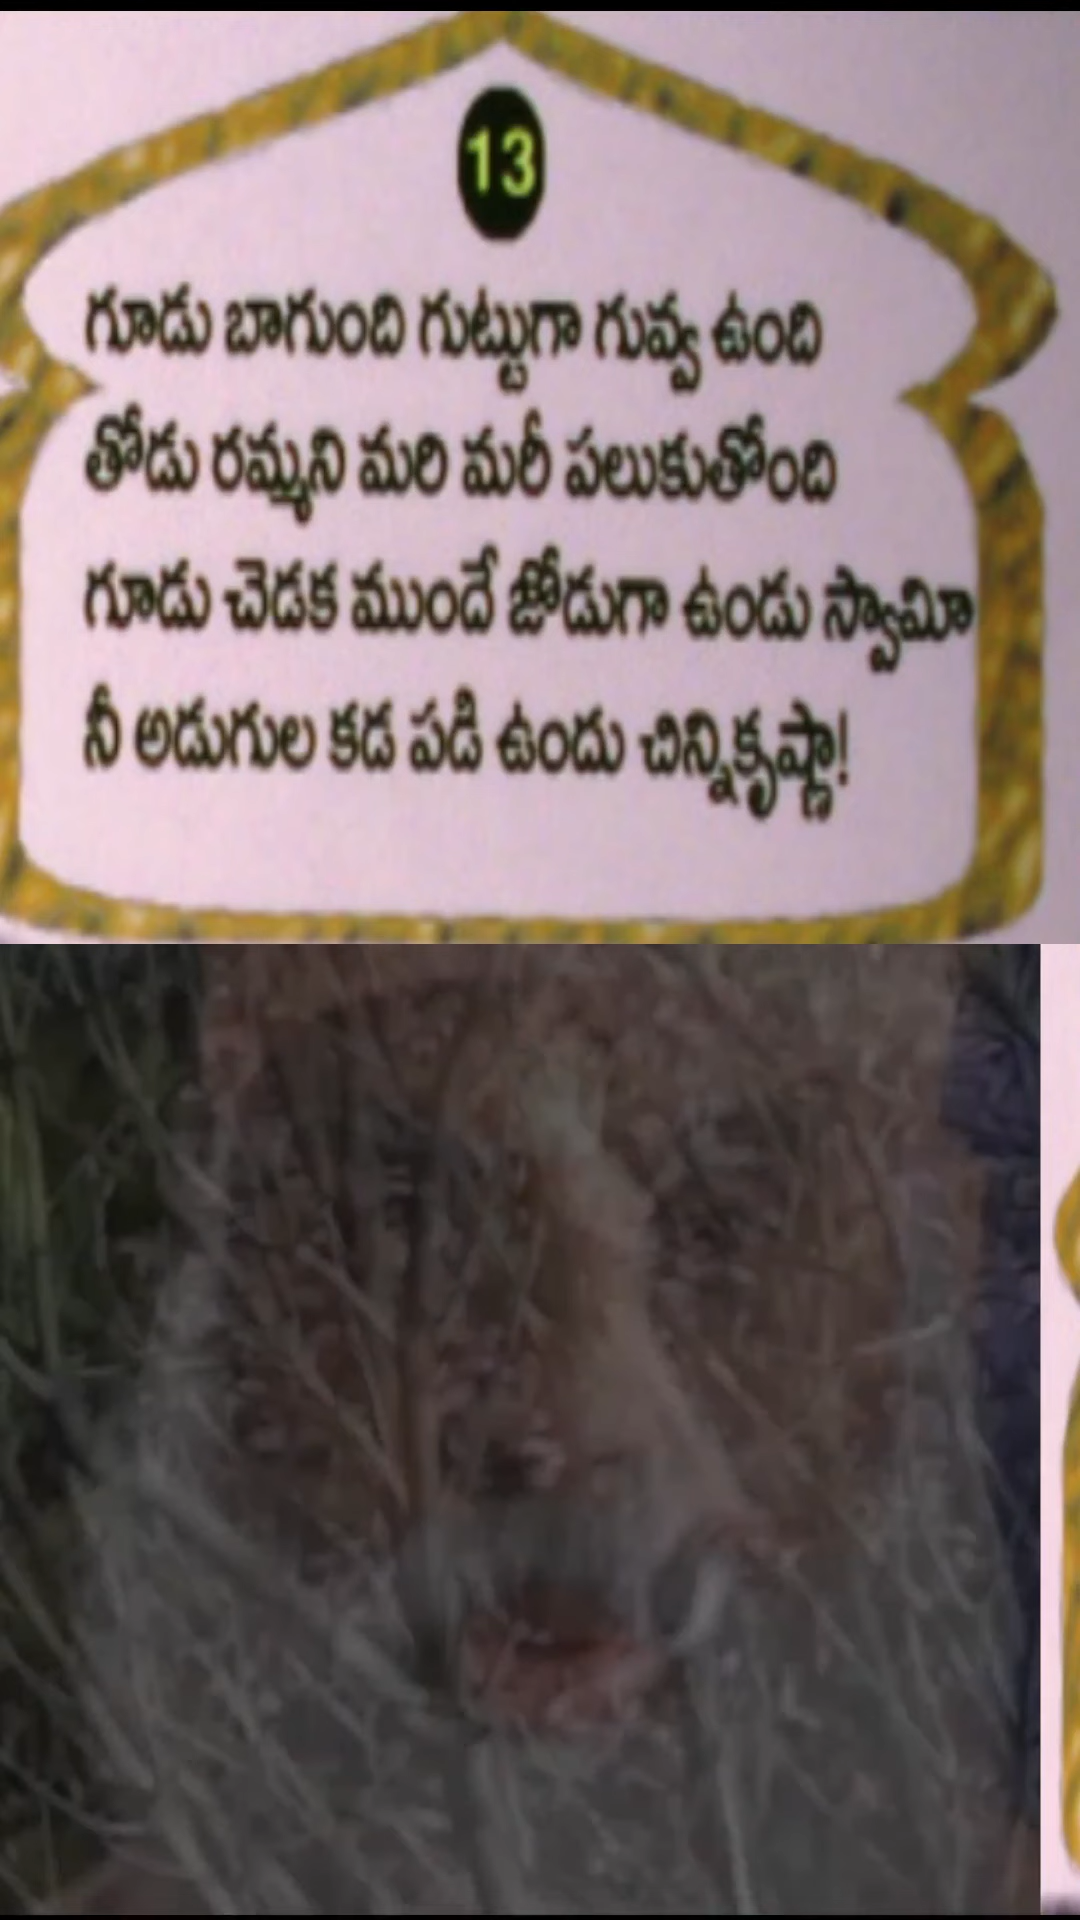 13
గూడు బాగుంది గుట్టుగా గువ్వ ఉంది
తోడు రమ్మని మరి మరీ పలుకుతోంది
గూడు చెడక ముందే జోడుగా ఉండు స్వామీ
నీ అడుగుల కడ పడి ఉందు చిన్నికృష్ణా!